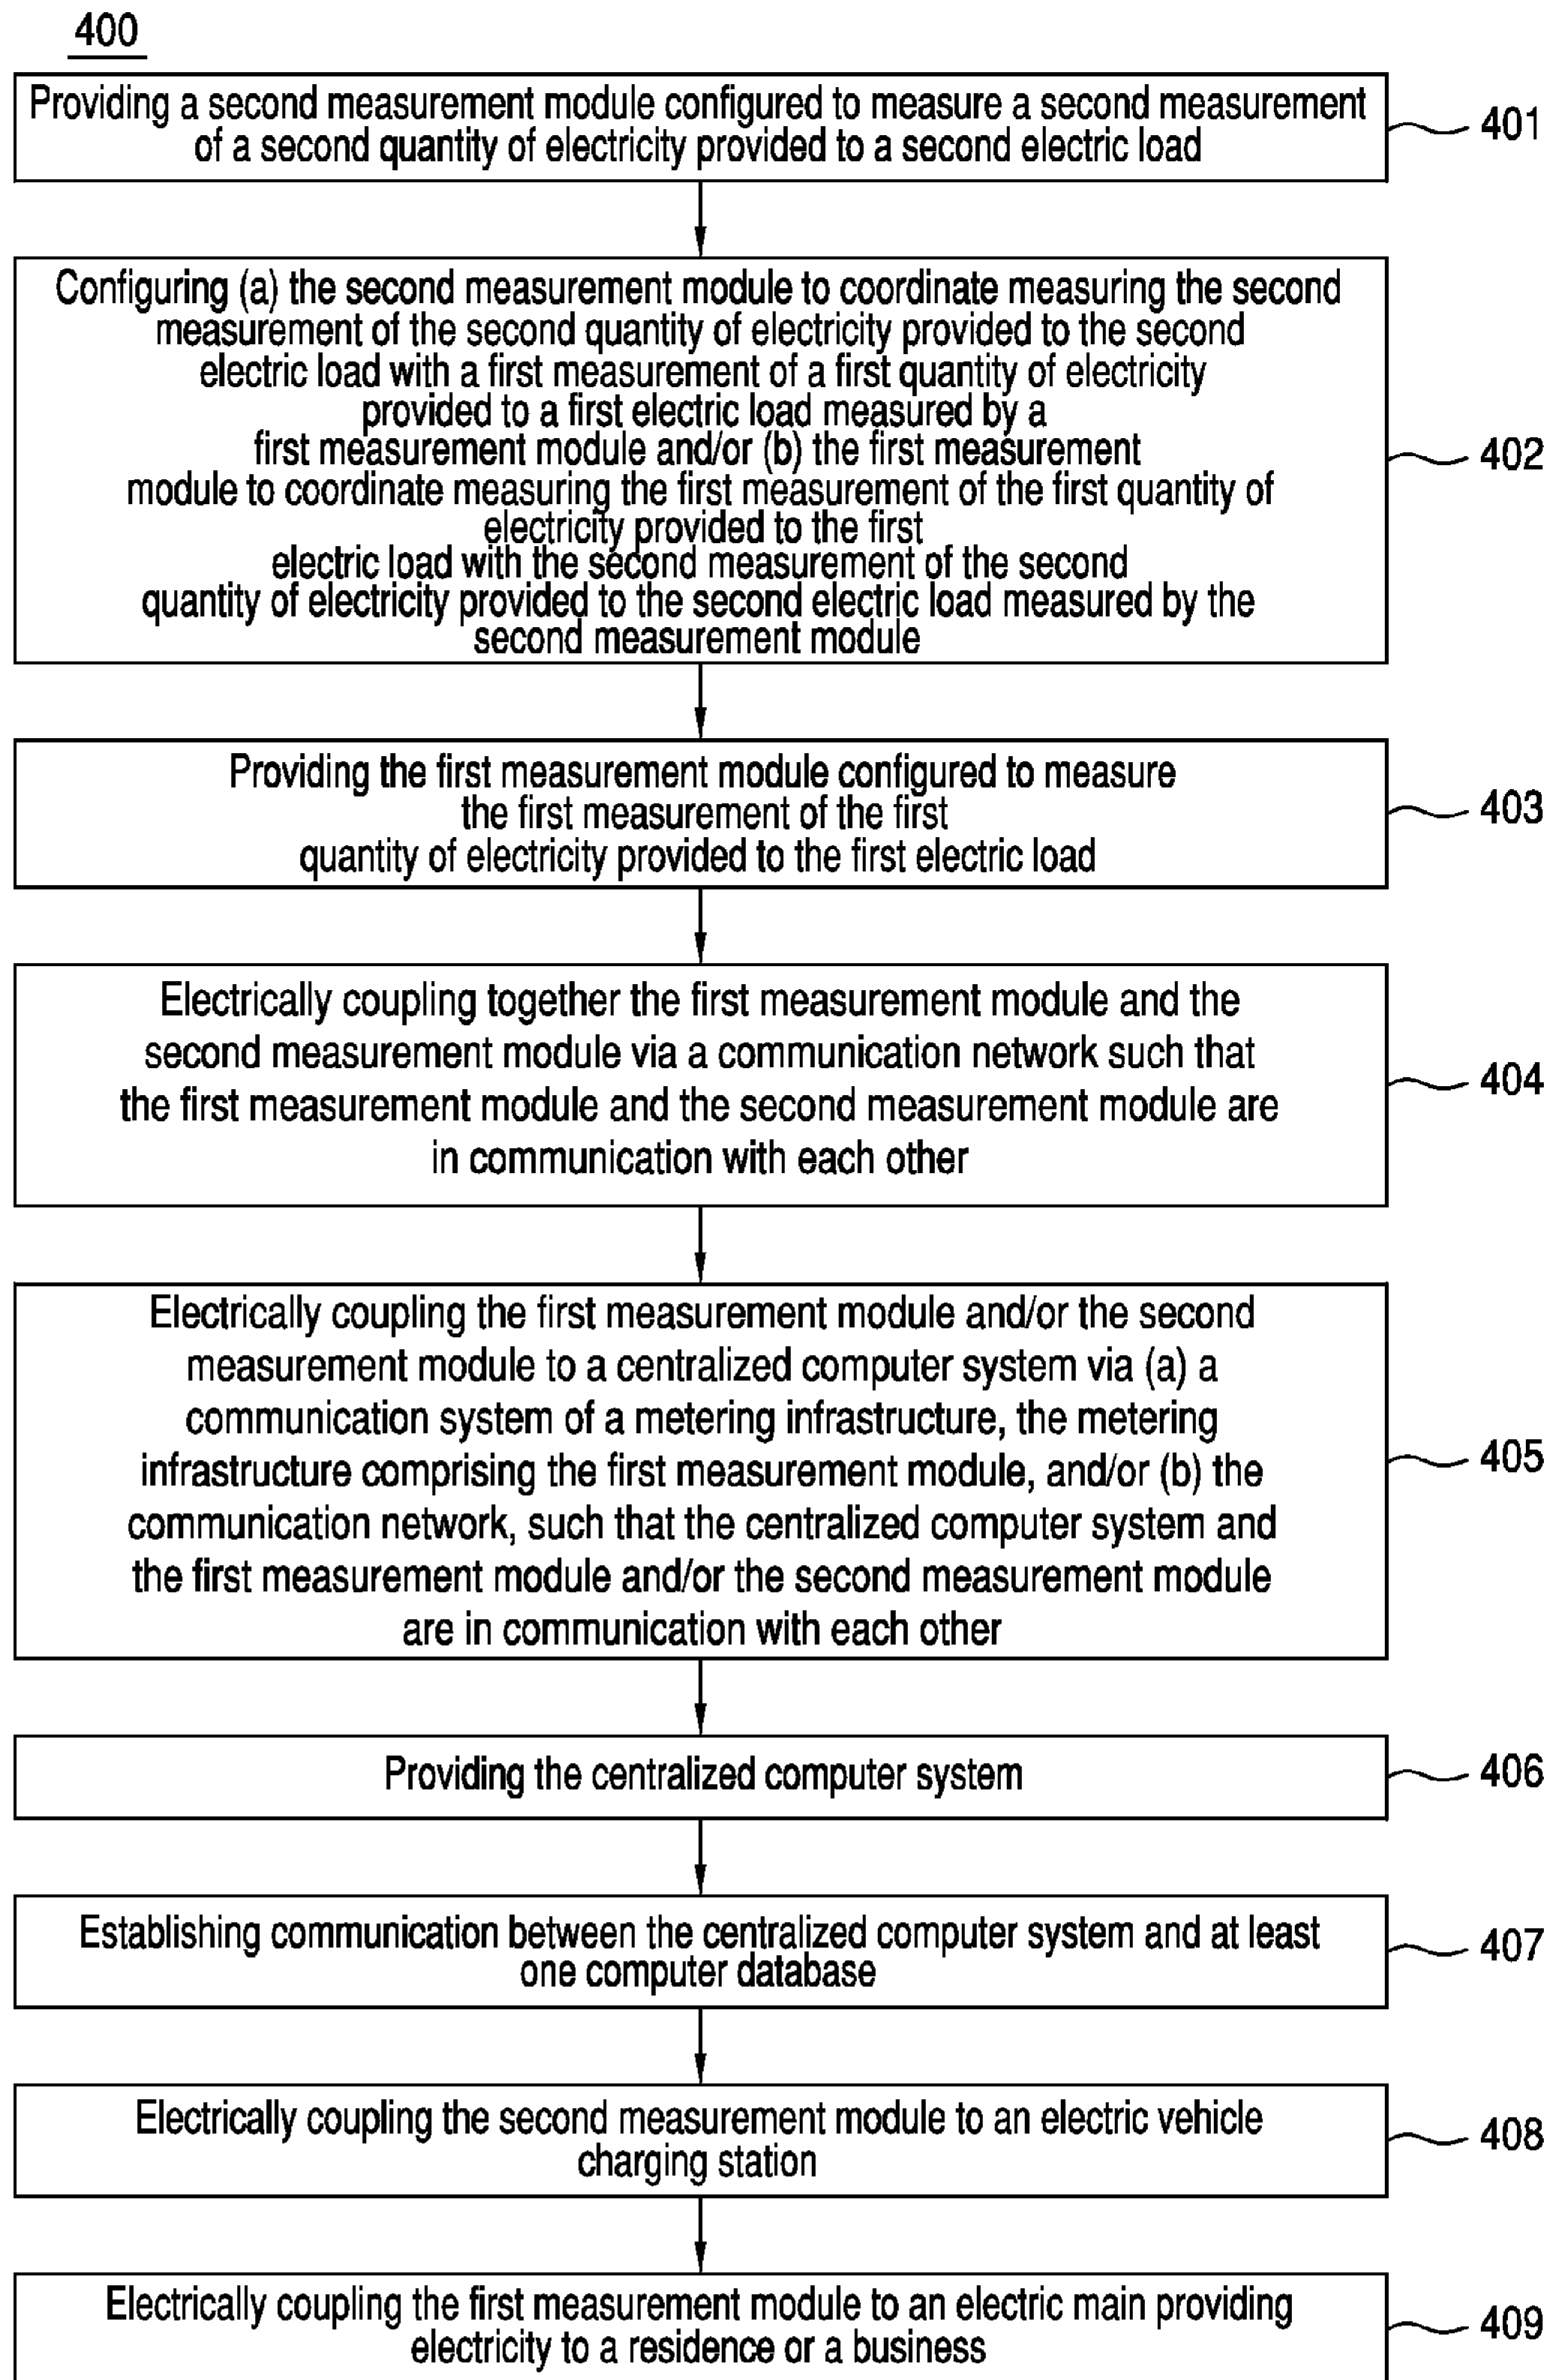 400
Providing a second measurement module configured to measure a second measurement
of a second quantity of electricity provided to a second electric load
401
Configuring (a) the second measurement module to coordinate measuring the second
measurement of the second quantity of electricity provided to the second
electric load with a first measurement of a first quantity of electricity
provided to a first electric load measured by a
first measurement module and/or (b) the first measurement
module to coordinate measuring the first measurement of the first quantity of
electricity provided to the first
electric load with the second measurement of the second
quantity of electricity provided to the second electric load measured by the
second measurement module
402
Providing the first measurement module configured to measure
the first measurement of the first
quantity of electricity provided to the first electric load
403
Electrically coupling together the first measurement module and the
second measurement module via a communication network such that
the first measurement module and the second measurement module are
in communication with each other
404
Electrically coupling the first measurement module and/or the second
measurement module to a centralized computer system via (a) a
communication system of a metering infrastructure, the metering
infrastructure comprising the first measurement module, and/or (b) the
communication network, such that the centralized computer system and
the first measurement module and/or the second measurement module
are in communication with each other
405
Providing the centralized computer system
406
Establishing communication between the centralized computer system and at least
one computer database
407
Electrically coupling the second measurement module to an electric vehicle
charging station
408
Electrically coupling the first measurement module to an electric main providing
electricity to a residence or a business
409